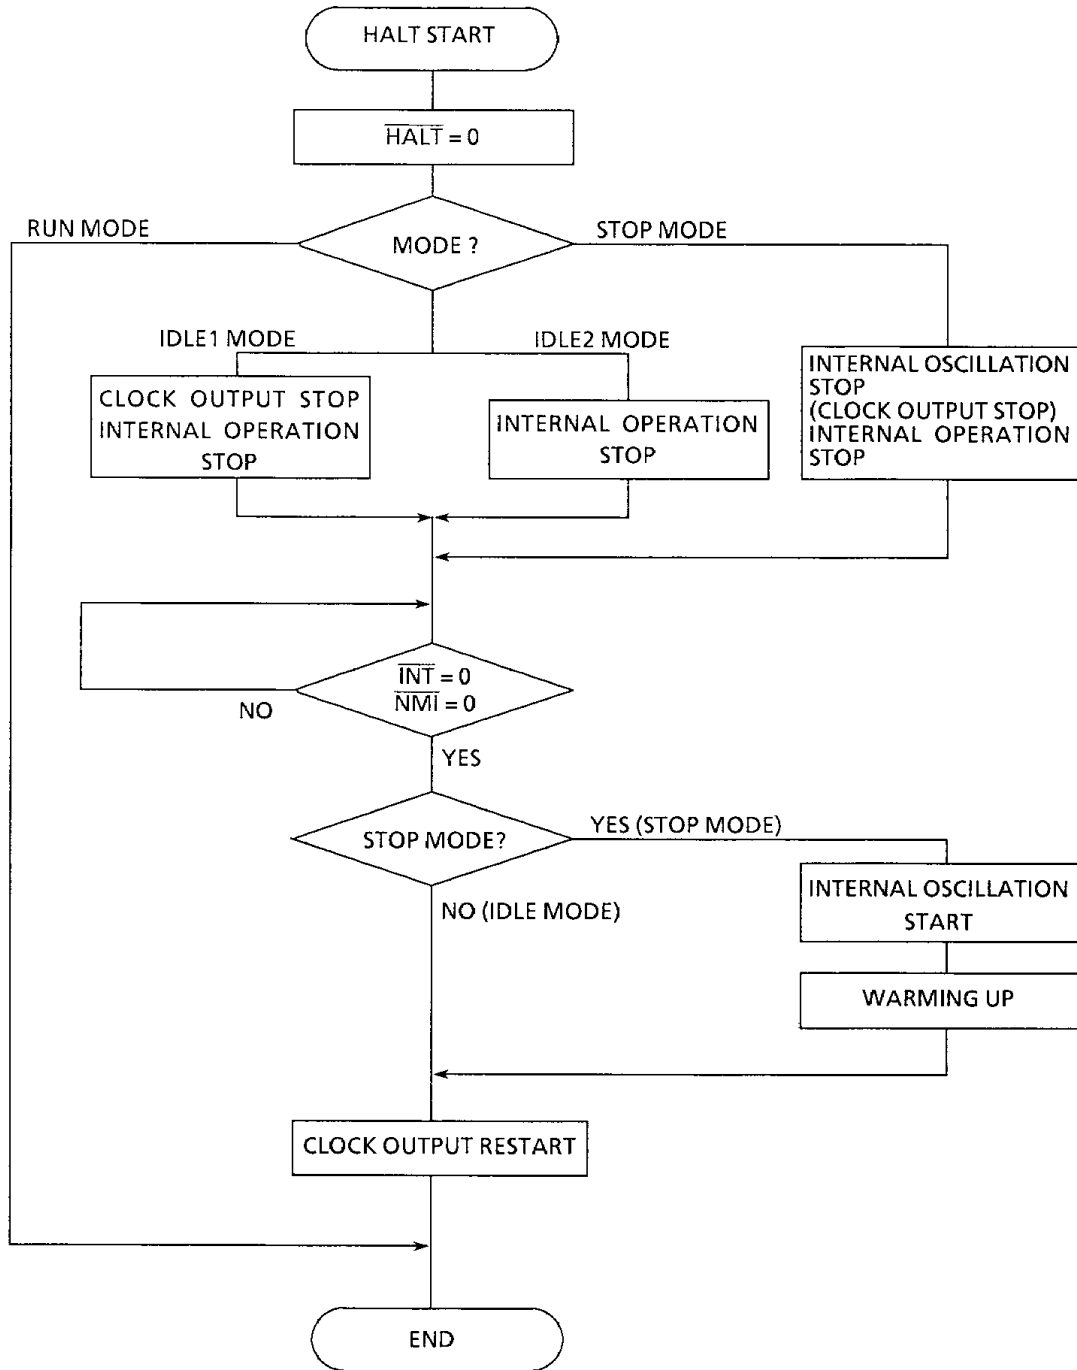 HALT START
HALT = 0
MODE ?
RUN MODE
STOP MODE
IDLE1 MODE
IDLE2 MODE
CLOCK OUTPUT STOP
INTERNAL OPERATION
STOP
INTERNAL OPERATION
STOP
INTERNAL OSCILLATION
STOP
(CLOCK OUTPUT STOP)
INTERNAL OPERATION
STOP
INT = 0
NMI = 0
NO
YES
STOP MODE?
YES (STOP MODE)
NO (IDLE MODE)
INTERNAL OSCILLATION
START
WARMING UP
CLOCK OUTPUT RESTART
END